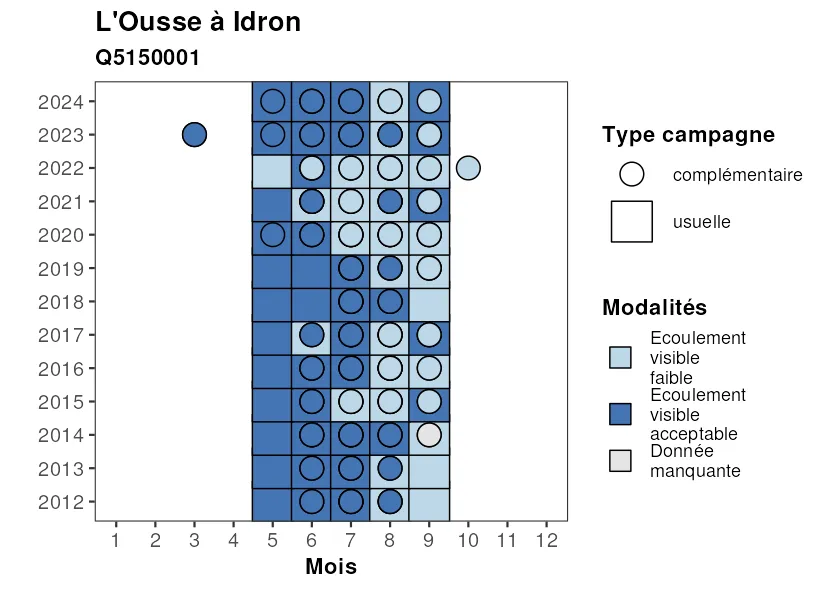 L'Ousse à Idron
Q5150001
2024
2023
2022
2021
2020
2019
2018
2017
2016
2015
2014
2013
2012
1 2 3 4 5 6 7 8 9 10 11 12
Mois
Type campagne
complémentaire
usuelle
Modalités
Ecoulement
visible
faible
Ecoulement
visible
acceptable
Donnée
manquante